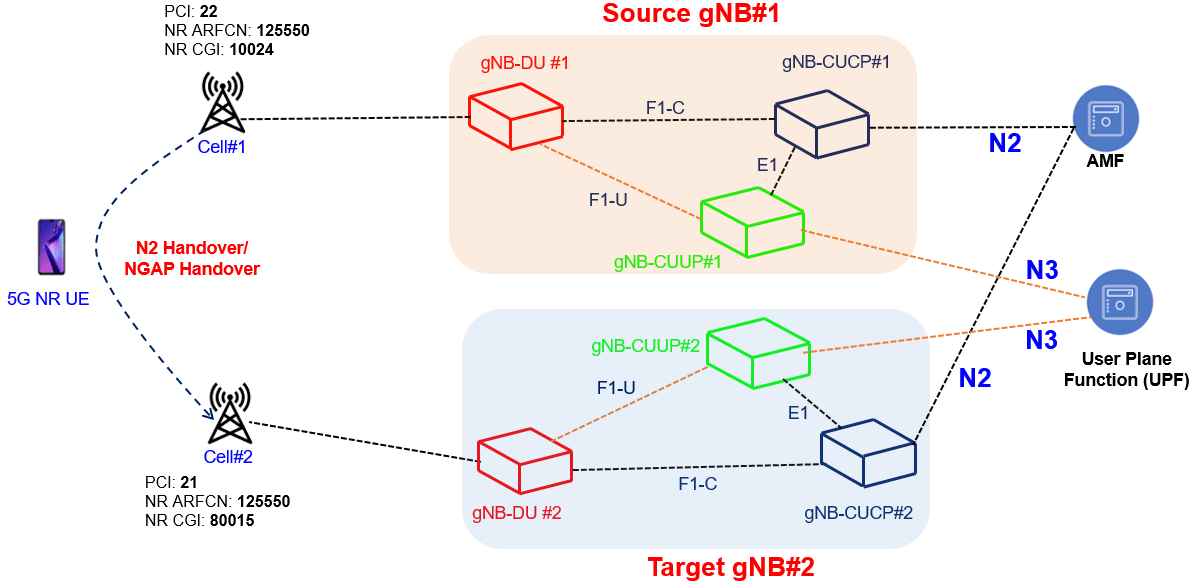 PCI: 22
NR ARFCN: 125550
NR CGI: 10024
Source gNB#1
gNB-DU #1
gNB-CUCP#1
F1-C
Cell#1
N2
AMF
E1
F1-U
N2 Handover/
NGAP Handover
gNB-CUUP#1
N3
5G NR UE
gNB-CUUP#2
N3
User Plane
Function (UPF)
F1-U
N2
E1
Cell#2
PCI: 21
NR ARFCN: 125550
NR CGI: 80015
F1-C
gNB-DU #2
gNB-CUCP#2
Target gNB#2